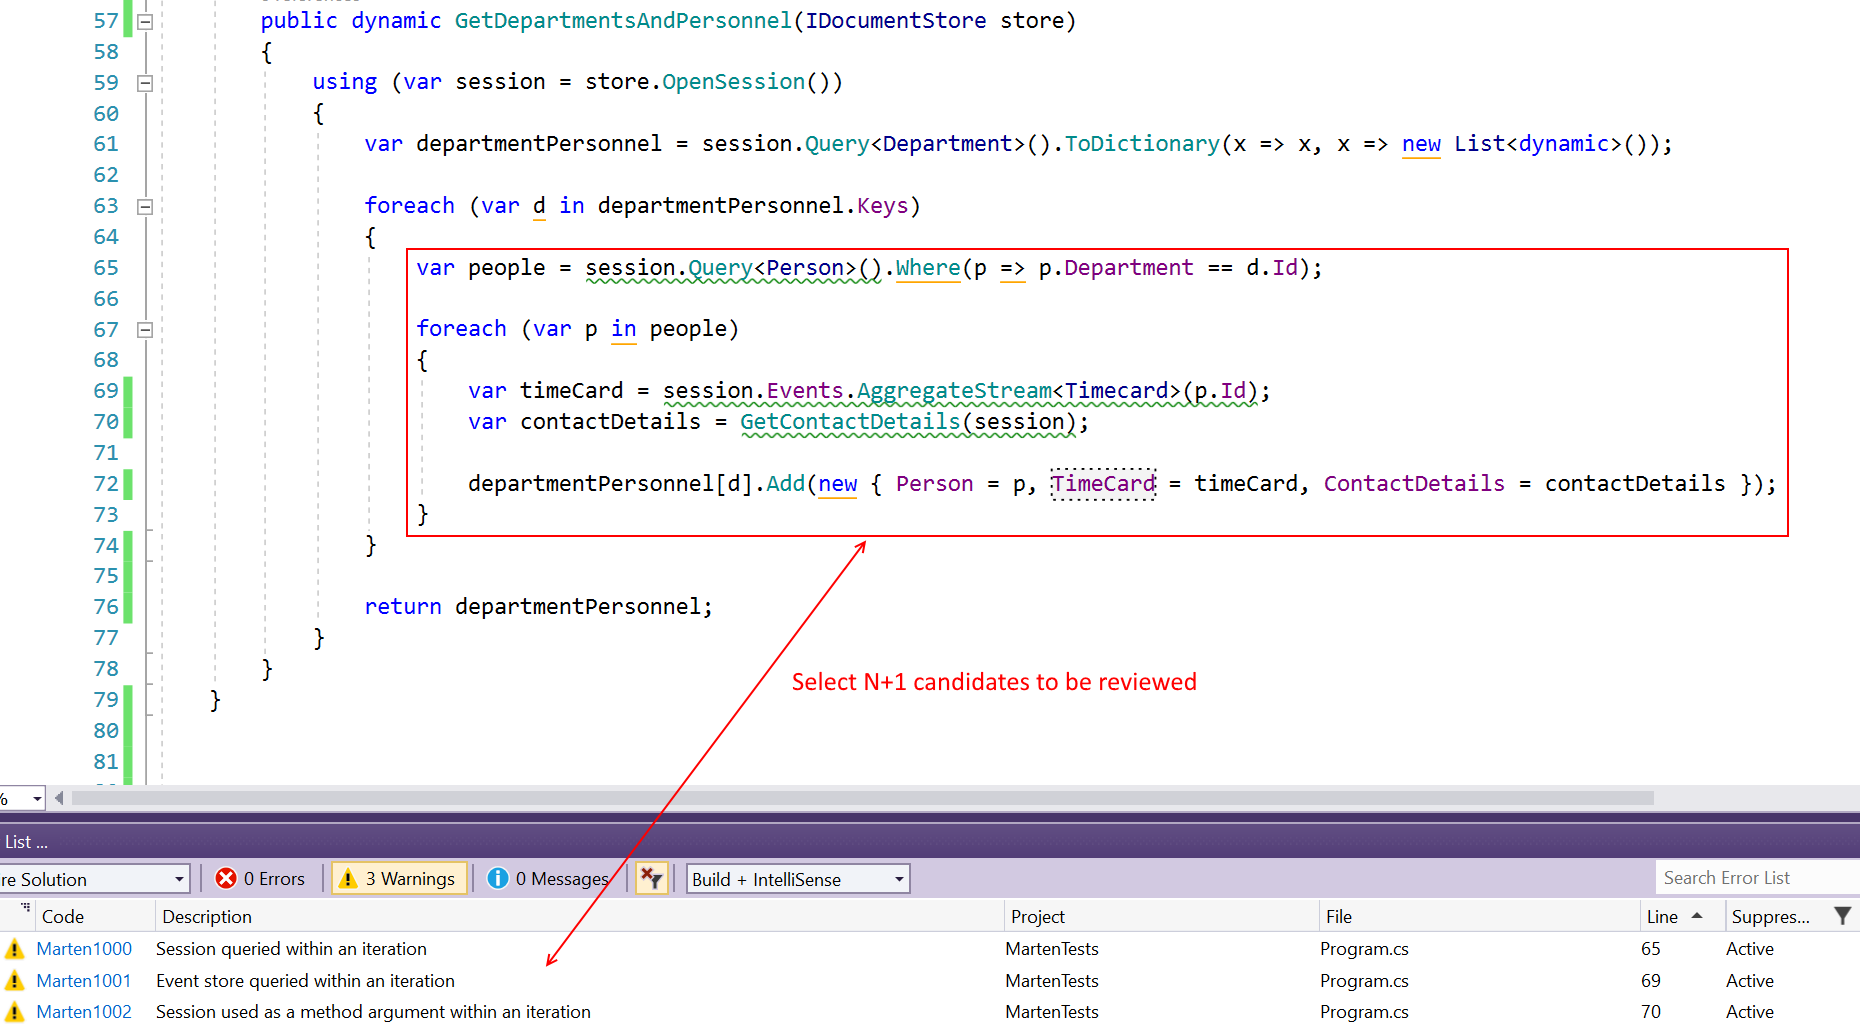 57 public dynamic GetDepartmentsAndPersonnel(IDocumentStore store)
58 {
59 using (var session = store.OpenSession())
60 {
61 var departmentPersonnel = session.Query<Department>().ToDictionary(x => x, x => new List<dynamic>());
62
63 foreach (var d in departmentPersonnel.Keys)
64 {
65 var people = session.Query<Person>().Where(p => p.Department == d.Id);
66
67 foreach (var p in people)
68 {
69 var timeCard = session.Events.AggregateStream<Timecard>(p.Id);
70 var contactDetails = GetContactDetails(session);
71
72 departmentPersonnel[d].Add(new { Person = p, TimeCard = timeCard, ContactDetails = contactDetails });
73 }
74 }
75
76 return departmentPersonnel;
77 }
78 }
Select N+1 candidates to be reviewed
79 }
80
81
%
List ...
re Solution 0 Errors 3 Warnings 0 Messages Build + IntelliSense Search Error List
Code Description Project File Line Suppres...
Marten1000 Session queried within an iteration MartenTests Program.cs 65 Active
Marten1001 Event store queried within an iteration MartenTests Program.cs 69 Active
Marten1002 Session used as a method argument within an iteration MartenTests Program.cs 70 Active